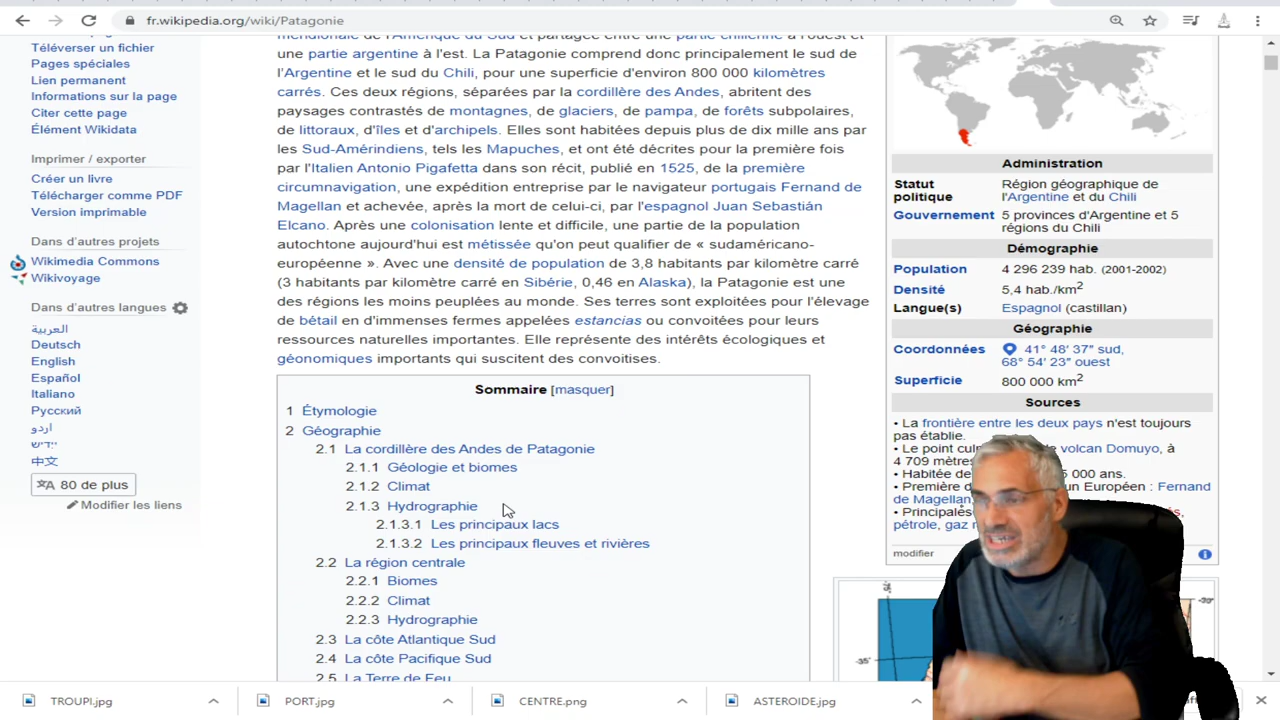 fr.wikipedia.org/wiki/Patagonie
Téléverser un fichier
Pages spéciales
Lien permanent
Informations sur la page
Citer cette page
Élément Wikidata
Imprimer / exporter
Créer un livre
Télécharger comme PDF
Version imprimable
Dans d'autres projets
Wikimedia Commons
Wikivoyage
Dans d'autres langues
العربية
Deutsch
English
Español
Italiano
Русский
اردو
ייִדיש
中文
80 de plus
Modifier les liens
méridionale de l'Amérique du Sud et partagée entre une partie chilienne à l'ouest et
une partie argentine à l'est. La Patagonie comprend donc principalement le sud de
l'Argentine et le sud du Chili, pour une superficie d'environ 800 000 kilomètres
carrés. Ces deux régions, séparées par la cordillère des Andes, abritent des
paysages contrastés de montagnes, de glaciers, de pampa, de forêts subpolaires,
de littoraux, d'îles et d'archipels. Elles sont habitées depuis plus de dix mille ans par
les Sud-Amérindiens, tels les Mapuches, et ont été décrites pour la première fois
par l'Italien Antonio Pigafetta dans son récit, publié en 1525, de la première
circumnavigation, une expédition entreprise par le navigateur portugais Fernand de
Magellan et achevée, après la mort de celui-ci, par l'espagnol Juan Sebastián
Elcano. Après une colonisation lente et difficile, une partie de la population
autochtone aujourd'hui est métissée qu'on peut qualifier de « sudaméricano-
européenne ». Avec une densité de population de 3,8 habitants par kilomètre carré
(3 habitants par kilomètre carré en Sibérie, 0,46 en Alaska), la Patagonie est une
des régions les moins peuplées au monde. Ses terres sont exploitées pour l'élevage
de bétail en d'immenses fermes appelées estancias ou convoitées pour leurs
ressources naturelles importantes. Elle représente des intérêts écologiques et
géonomiques importants qui suscitent des convoitises.
Sommaire [masquer]
1 Étymologie
2 Géographie
2.1 La cordillère des Andes de Patagonie
2.1.1 Géologie et biomes
2.1.2 Climat
2.1.3 Hydrographie
2.1.3.1 Les principaux lacs
2.1.3.2 Les principaux fleuves et rivières
2.2 La région centrale
2.2.1 Biomes
2.2.2 Climat
2.2.3 Hydrographie
2.3 La côte Atlantique Sud
2.4 La côte Pacifique Sud
2.5 La Terre de Feu
Administration
Statut politique Région géographique de l'Argentine et du Chili
Gouvernement 5 provinces d'Argentine et 5 régions du Chili
Démographie
Population 4 296 239 hab. (2001-2002)
Densité 5,4 hab./km²
Langue(s) Espagnol (castillan)
Géographie
Coordonnées 41° 48′ 37″ sud,
68° 54′ 23″ ouest
Superficie 800 000 km²
Sources
• La frontière entre les deux pays n'est toujours
pas établie.
• Le point volcan Domuyo, à
4 709 mètres
• Habitée 000 ans.
• Première un Européen : Fernand
de Magellan
• Principales
pétrole, gaz
modifier
-35°
TROUPI.jpg
PORT.jpg
CENTRE.png
ASTEROIDE.jpg